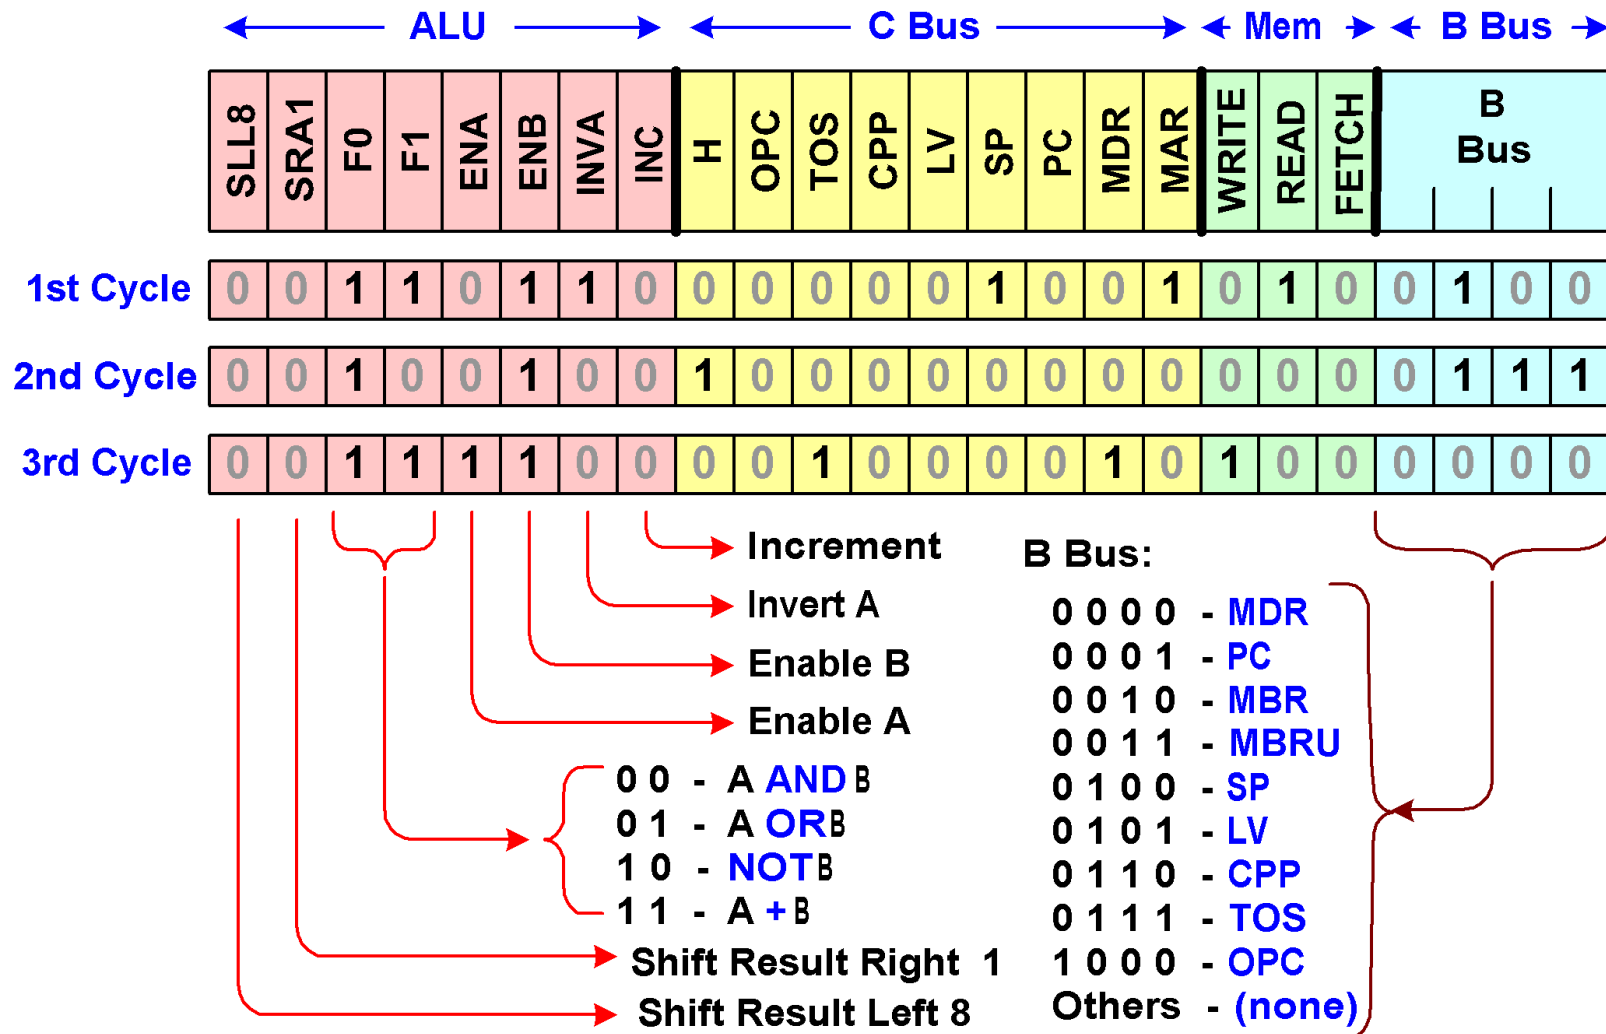 ALU C Bus Mem B Bus
SLL8 SRA1 F0 F1 ENA ENB INVA INC H OPC TOS CPP LV SP PC MDR MAR WRITE READ FETCH B
Bus
1st Cycle 0 0 1 1 0 1 1 0 0 0 0 0 0 1 0 0 1 0 1 0 0 1 0 0
2nd Cycle 0 0 1 0 0 1 0 0 1 0 0 0 0 0 0 0 0 0 0 0 0 1 1 1
3rd Cycle 0 0 1 1 1 1 0 0 0 0 1 0 0 0 0 1 0 1 0 0 0 0 0 0
Increment
Invert A
Enable B
Enable A
0 0 - A AND B
0 1 - A OR B
1 0 - NOT B
1 1 - A + B
Shift Result Right 1
Shift Result Left 8
B Bus:
0 0 0 0 - MDR
0 0 0 1 - PC
0 0 1 0 - MBR
0 0 1 1 - MBRU
0 1 0 0 - SP
0 1 0 1 - LV
0 1 1 0 - CPP
0 1 1 1 - TOS
1 0 0 0 - OPC
Others - (none)